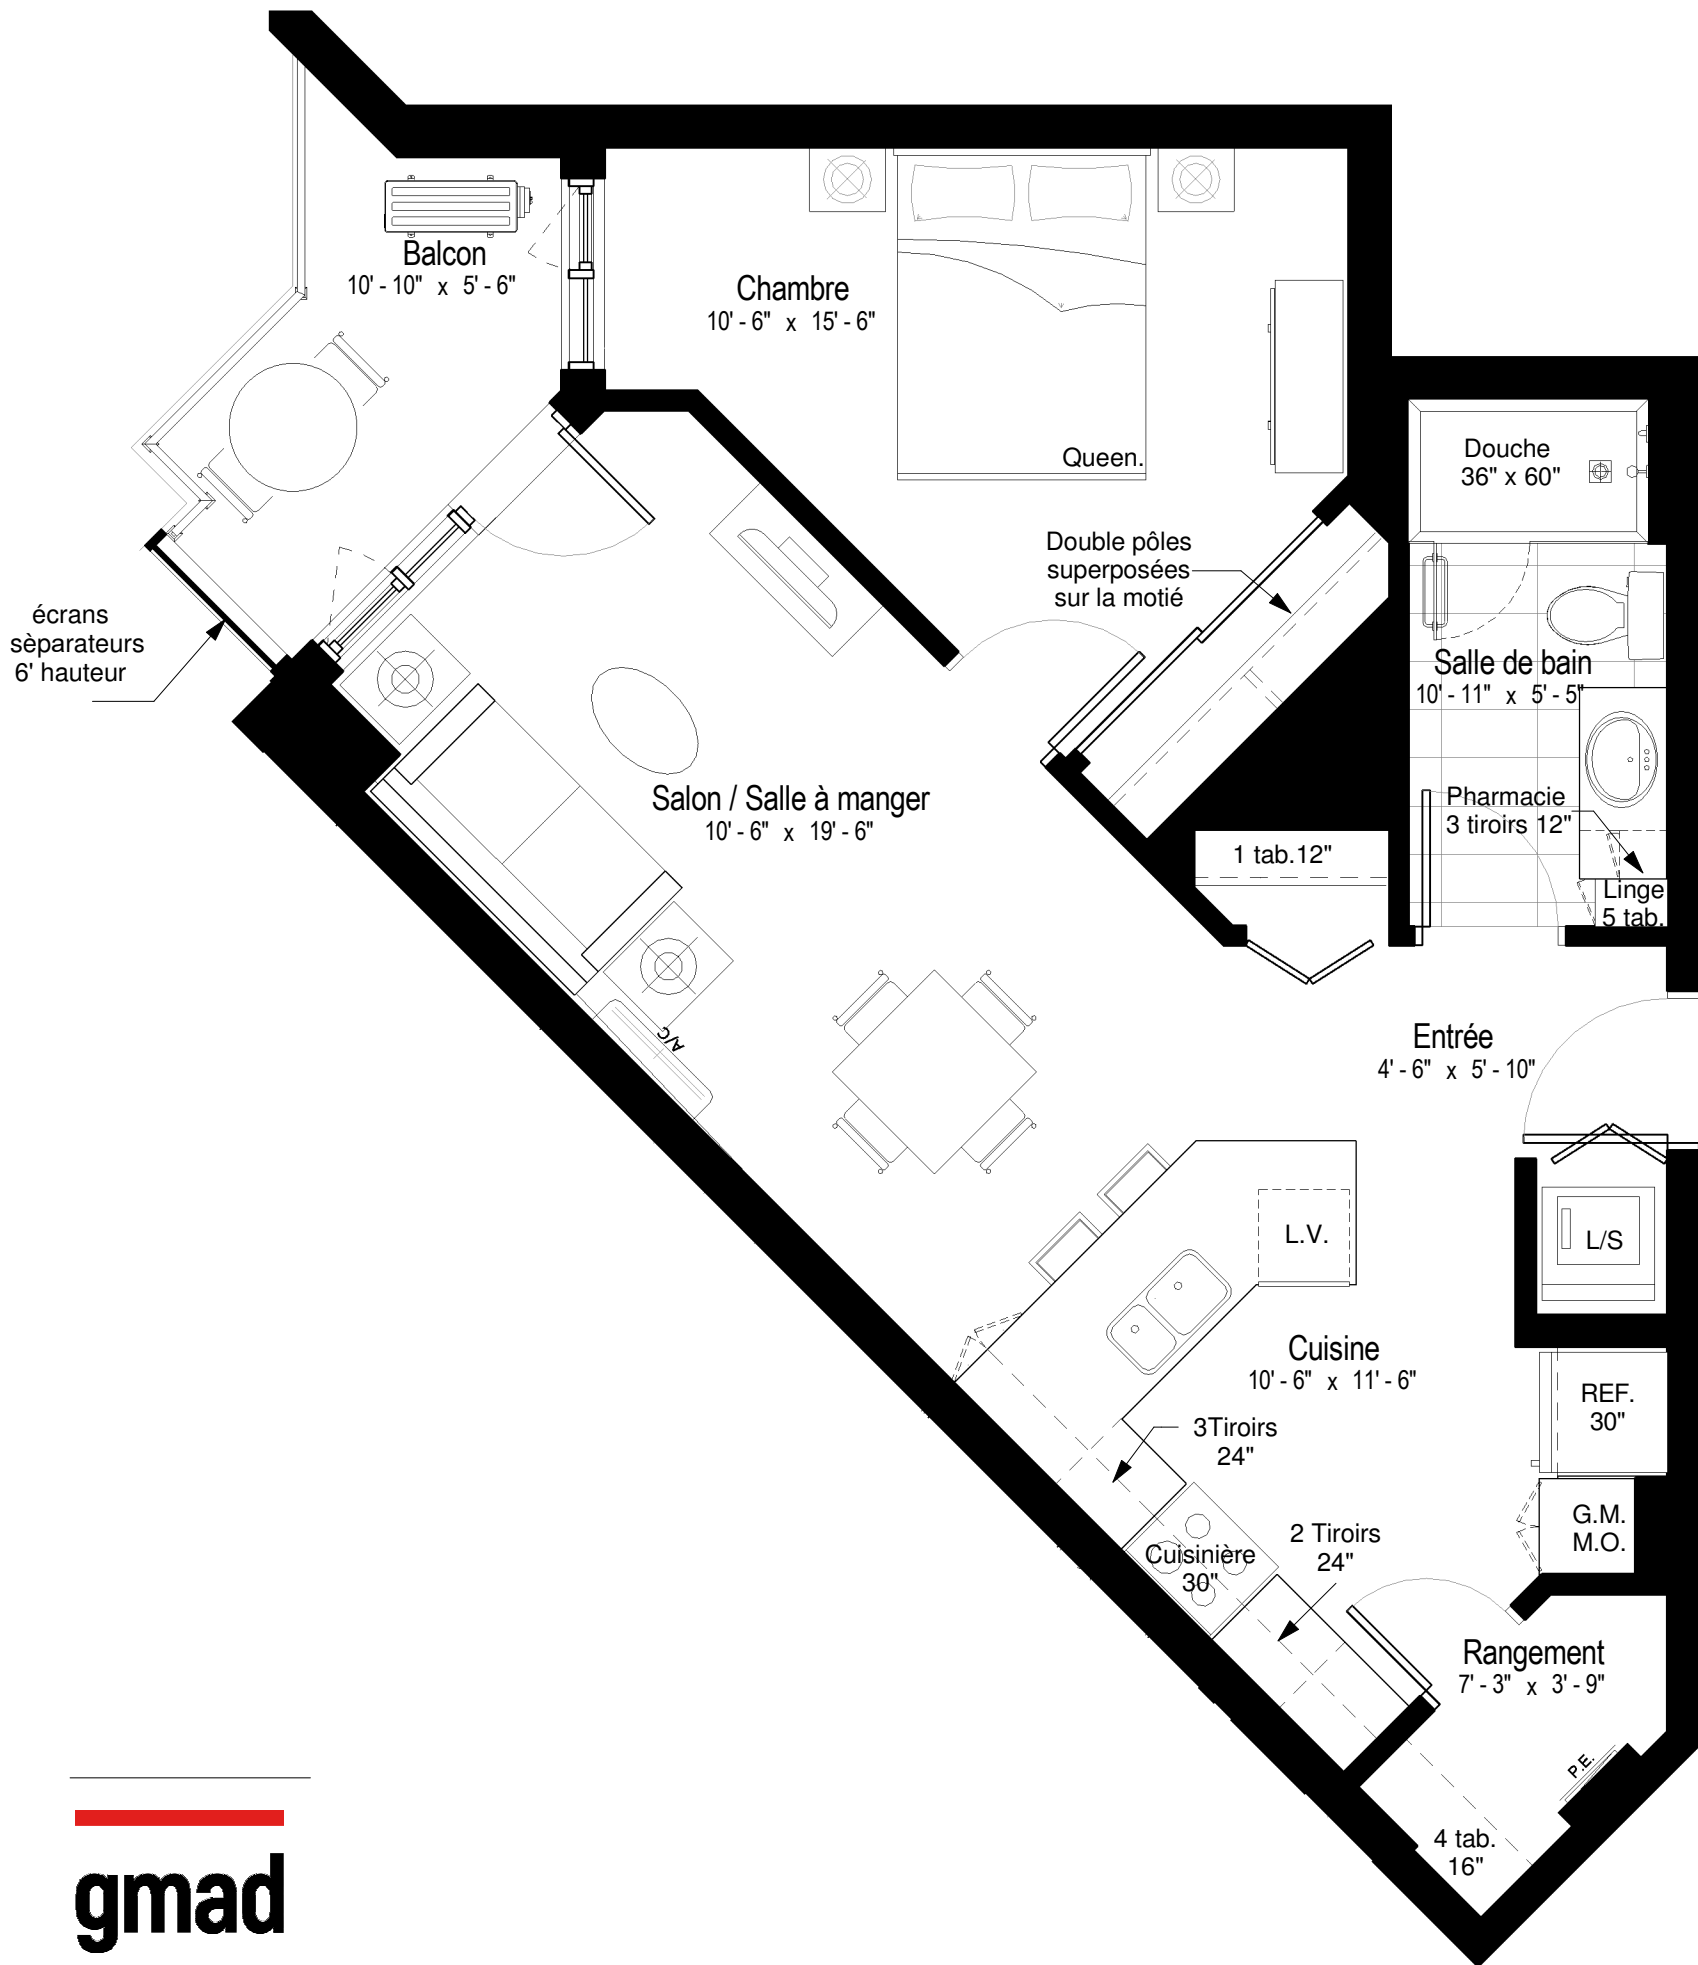 Balcon
10' - 10" x 5' - 6"
Chambre
10' - 6" x 15' - 6"
Queen.
Douche
36" x 60"
Double pôles
superposées
sur la motié
écrans
sèparateurs
6' hauteur
Salle de bain
10' - 11" x 5' - 5"
Salon / Salle à manger
10' - 6" x 19' - 6"
Pharmacie
3 tiroirs 12"
1 tab.12"
Linge
5 tab.
A/C
Entrée
4' - 6" x 5' - 10"
L.V.
L/S
Cuisine
10' - 6" x 11' - 6"
REF.
30"
3Tiroirs
24"
G.M.
M.O.
2 Tiroirs
24"
Cuisinière
30"
Rangement
7' - 3" x 3' - 9"
P.E.
4 tab.
16"
gmad